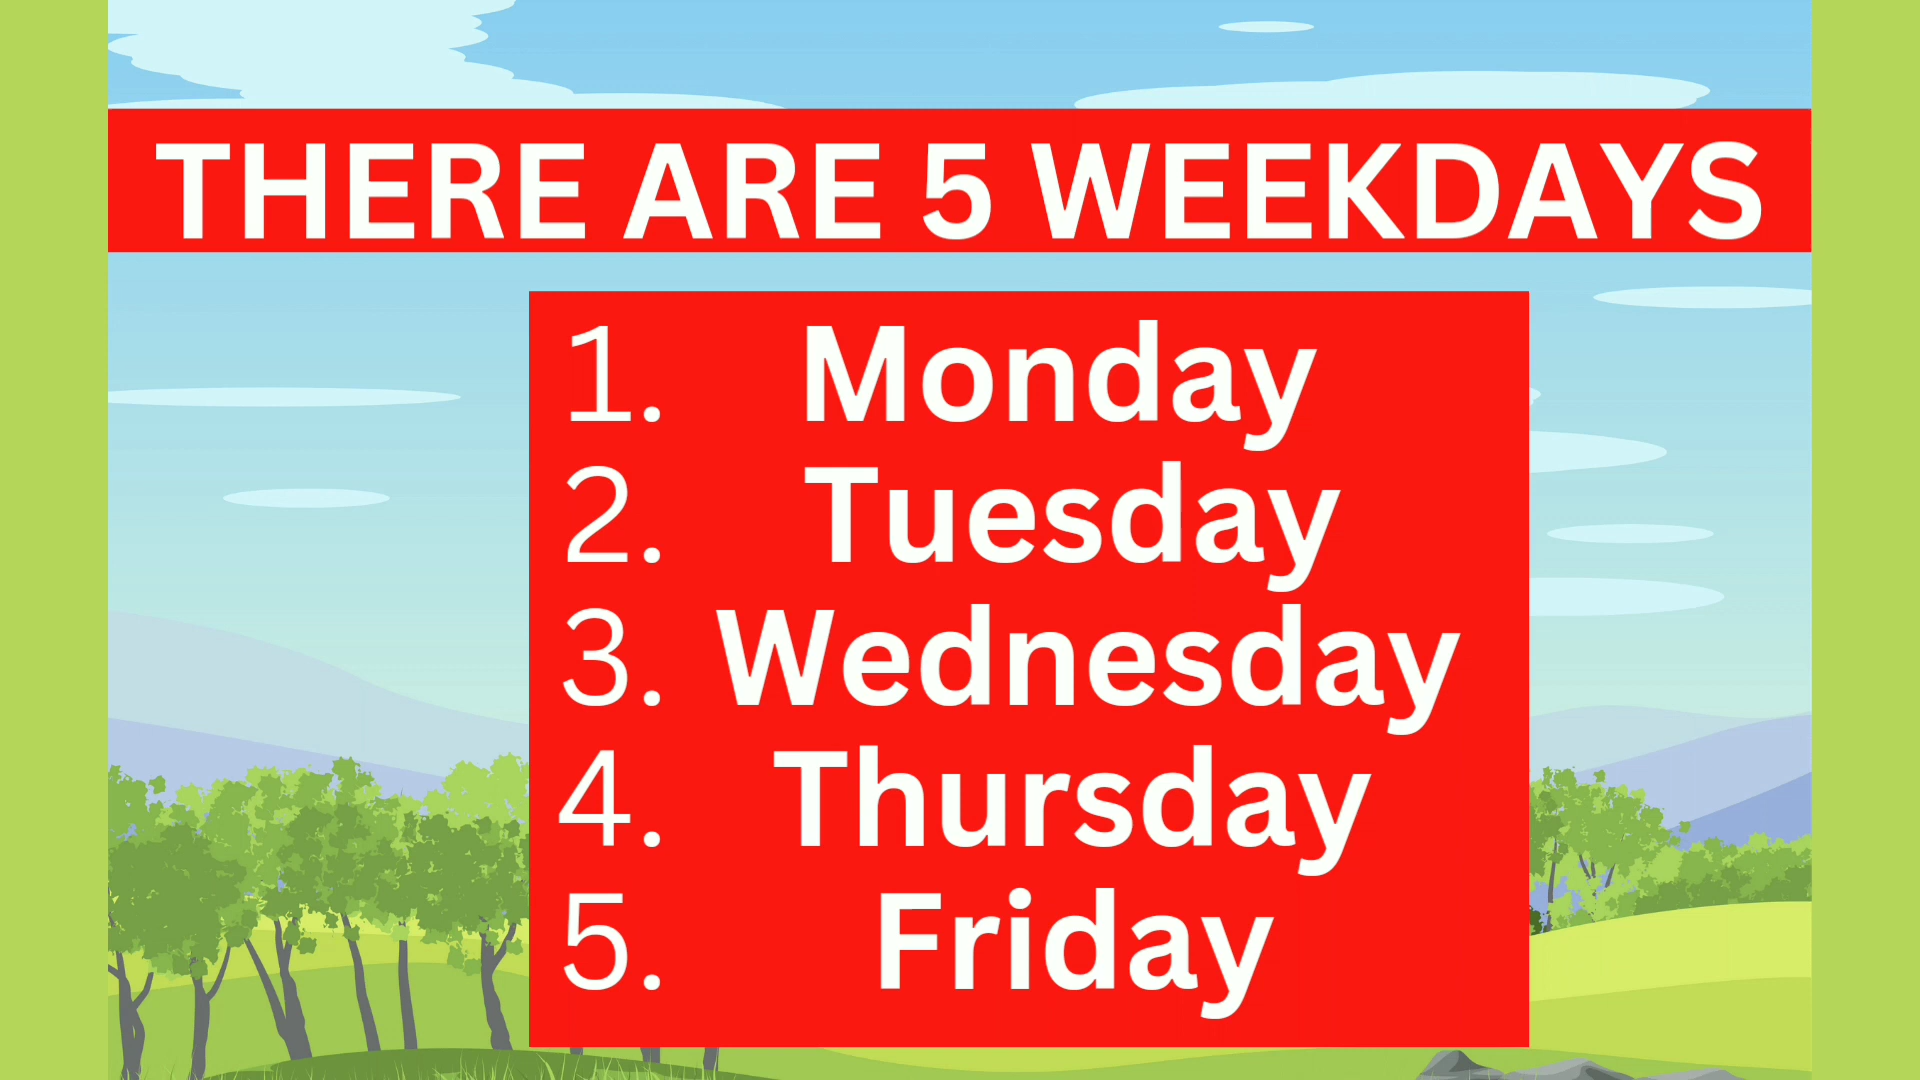 THERE ARE 5 WEEKDAYS
1. Monday
2. Tuesday
3. Wednesday
4. Thursday
5. Friday